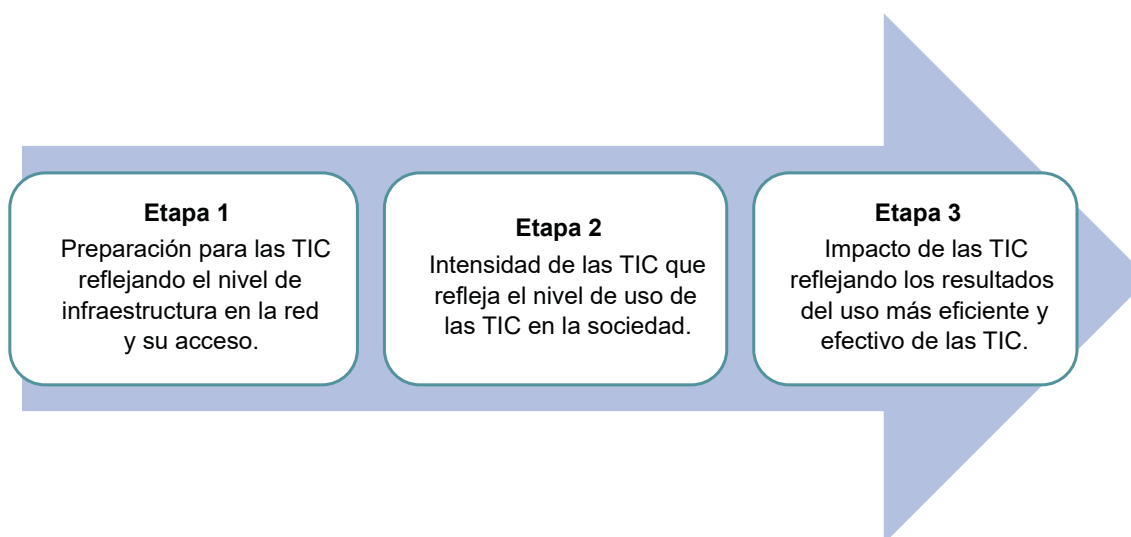 Etapa 1
Preparación para las TIC
reflejando el nivel de
infraestructura en la red
y su acceso.
Etapa 2
Intensidad de las TIC que
refleja el nivel de uso de
las TIC en la sociedad.
Etapa 3
Impacto de las TIC
reflejando los resultados
del uso más eficiente y
efectivo de las TIC.